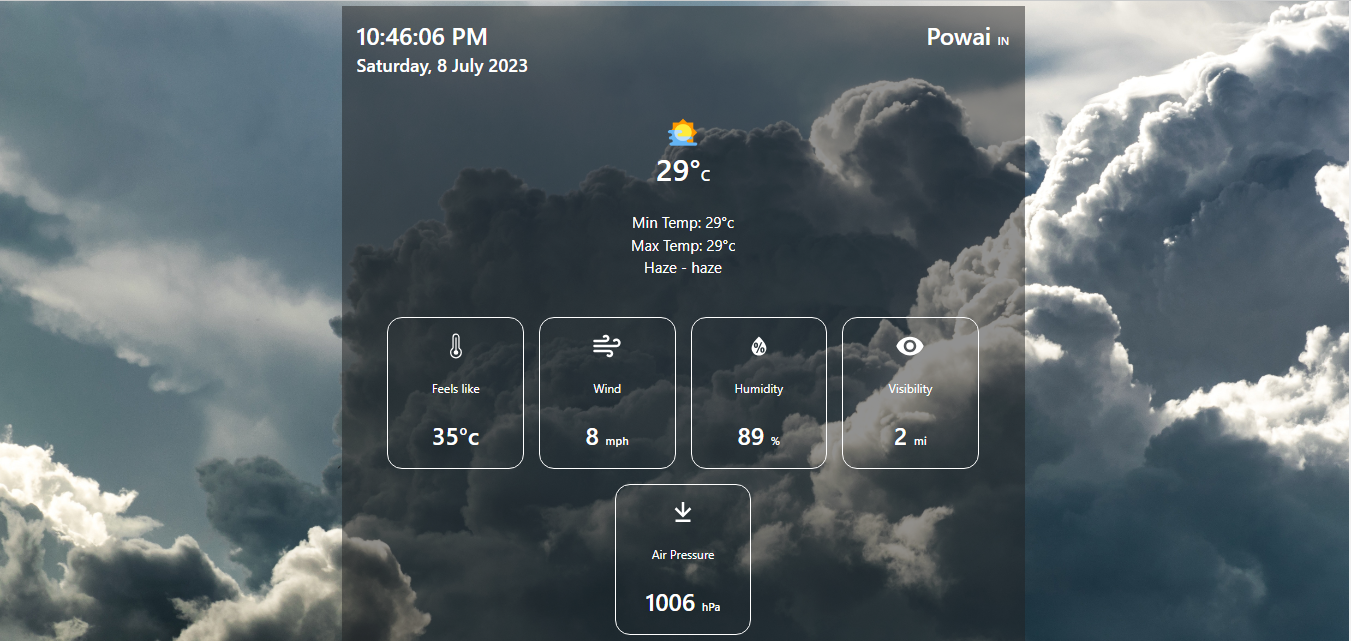 10:46:06 PM
Powai IN
Saturday, 8 July 2023
29°c
Min Temp: 29°c
Max Temp: 29°c
Haze - haze
Feels like
35°c
Wind
8 mph
%
Humidity
89 %
Visibility
2 mi
Air Pressure
1006 hPa